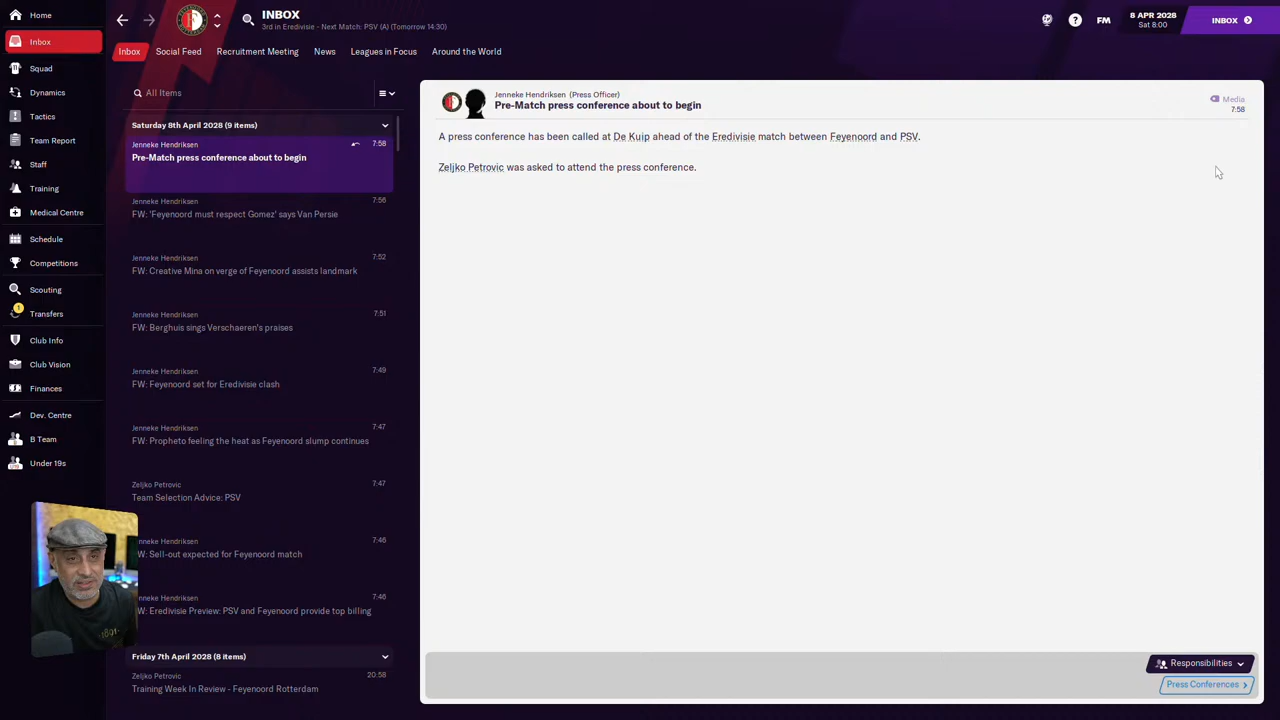 Home
Inbox
Squad
Dynamics
Tactics
Team Report
Staff
Training
Medical Centre
Schedule
Competitions
Scouting
1
Transfers
Club Info
Club Vision
Finances
Dev. Centre
B Team
Under 19s
INBOX
3rd in Eredivisie - Next Match: PSV (A) (Tomorrow 14:30)
FM
8 APR 2028
Sat 8:00
INBOX
Inbox
Social Feed
Recruitment Meeting
News
Leagues in Focus
Around the World
All Items
Saturday 8th April 2028 (9 items)
Jenneke Hendriksen 7:58
Pre-Match press conference about to begin
Jenneke Hendriksen 7:56
FW: 'Feyenoord must respect Gomez' says Van Persie
Jenneke Hendriksen 7:52
FW: Creative Mina on verge of Feyenoord assists landmark
Jenneke Hendriksen 7:51
FW: Berghuis sings Verschaeren's praises
Jenneke Hendriksen 7:49
FW: Feyenoord set for Eredivisie clash
Jenneke Hendriksen 7:47
FW: Propheto feeling the heat as Feyenoord slump continues
Zeljko Petrovic 7:47
Team Selection Advice: PSV
Jenneke Hendriksen 7:46
W: Sell-out expected for Feyenoord match
Jenneke Hendriksen 7:46
W: Eredivisie Preview: PSV and Feyenoord provide top billing
Friday 7th April 2028 (8 items)
Zeljko Petrovic 20:58
Training Week In Review - Feyenoord Rotterdam
Jenneke Hendriksen (Press Officer)
Pre-Match press conference about to begin
Media
7:58
A press conference has been called at De Kuip ahead of the Eredivisie match between Feyenoord and PSV.
Zeljko Petrovic was asked to attend the press conference.
Responsibilities
Press Conferences